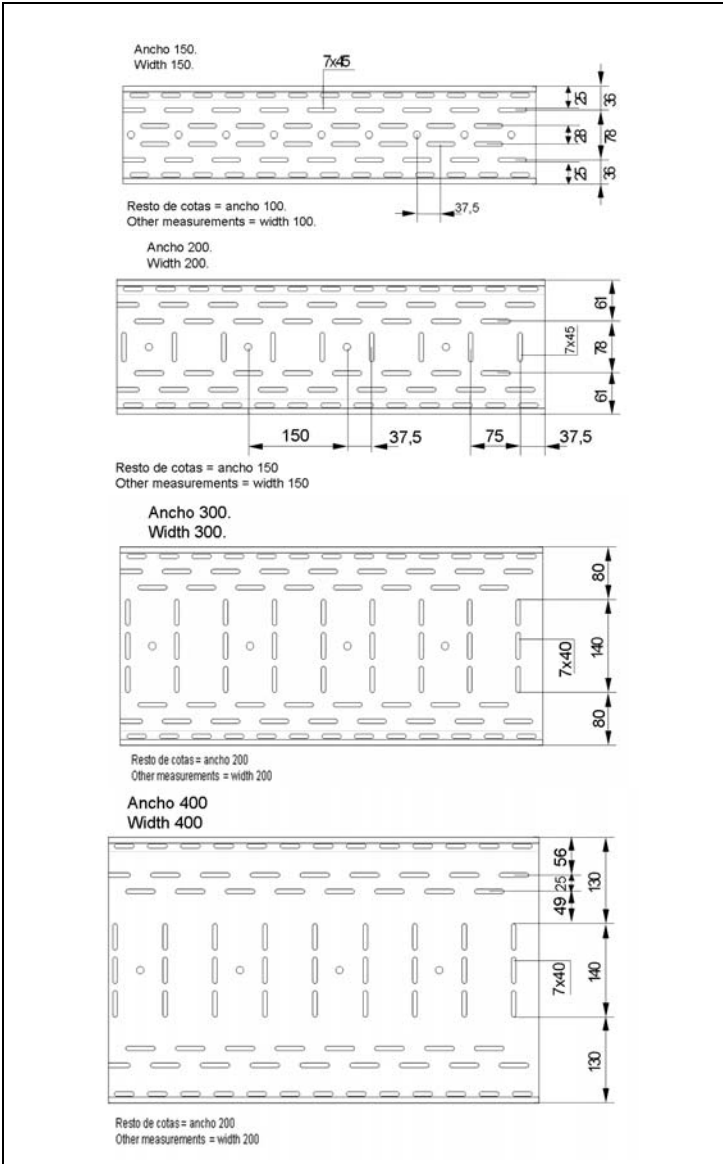 Ancho 150.
Width 150.
7x45
25
36
28
78
25
36
37,5
Resto de cotas = ancho 100.
Other measurements = width 100.
Ancho 200.
Width 200.
61
7x45
78
61
150
37,5
75
37,5
Resto de cotas = ancho 150
Other measurements = width 150
Ancho 300.
Width 300.
80
140
7x40
80
Resto de cotas = ancho 200
Other measurements = width 200
Ancho 400
Width 400
56
130
25
49
140
7x40
130
Resto de cotas = ancho 200
Other measurements = width 200